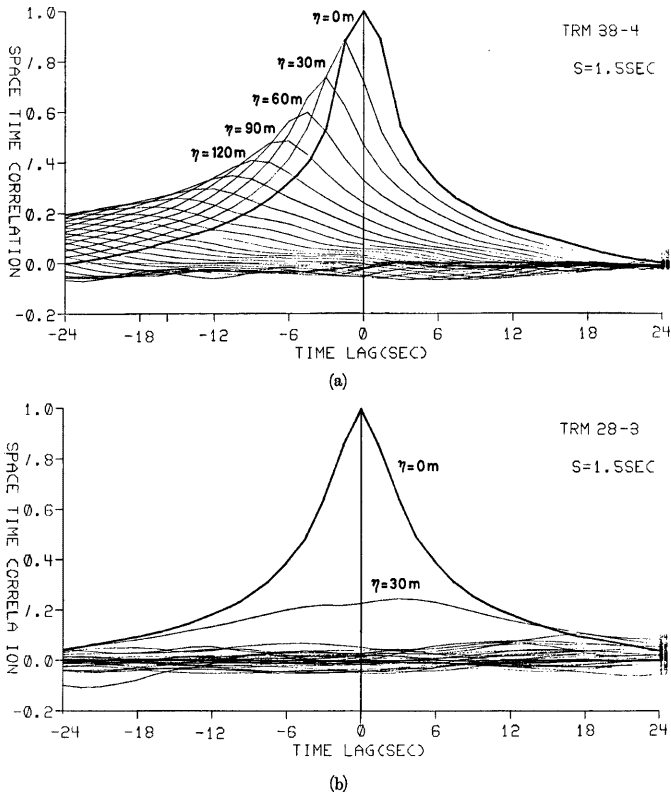 SPACE TIME CORRELATION
1.0
/.8
0.6
/.4
0.2
0.0
-0.2
η=0m
η=30m
η=60m
η=90m
η=120m
TRM 38-4
S=1.5SEC
-24
-18
-12
-6
0
6
12
18
24
TIME LAG(SEC)
(a)
SPACE TIME CORRELA ION
1.0
/.8
0.6
0.4
/.2
0.0
-0.2
η=0m
η=30m
TRM 28-3
S=1.5SEC
-24
-18
-12
-6
0
6
12
18
24
TIME LAG(SEC)
(b)